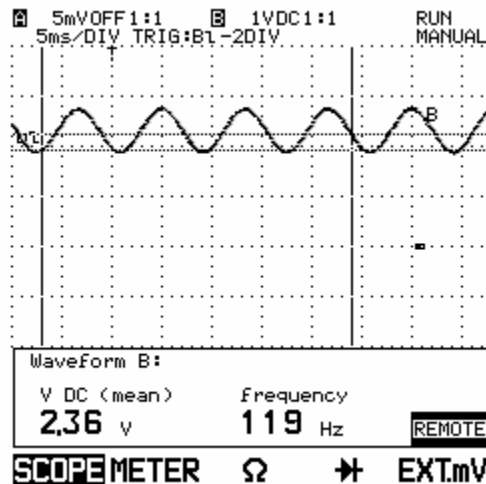 A 5mVOFF1:1 B 1VDC1:1 RUN
5ms/DIV TRIG:Bʅ-2DIV MANUAL
B
Waveform B:
V DC (mean) frequency
2.36 V 119 Hz
REMOTE
SCOPE METER Ω EXT.mV